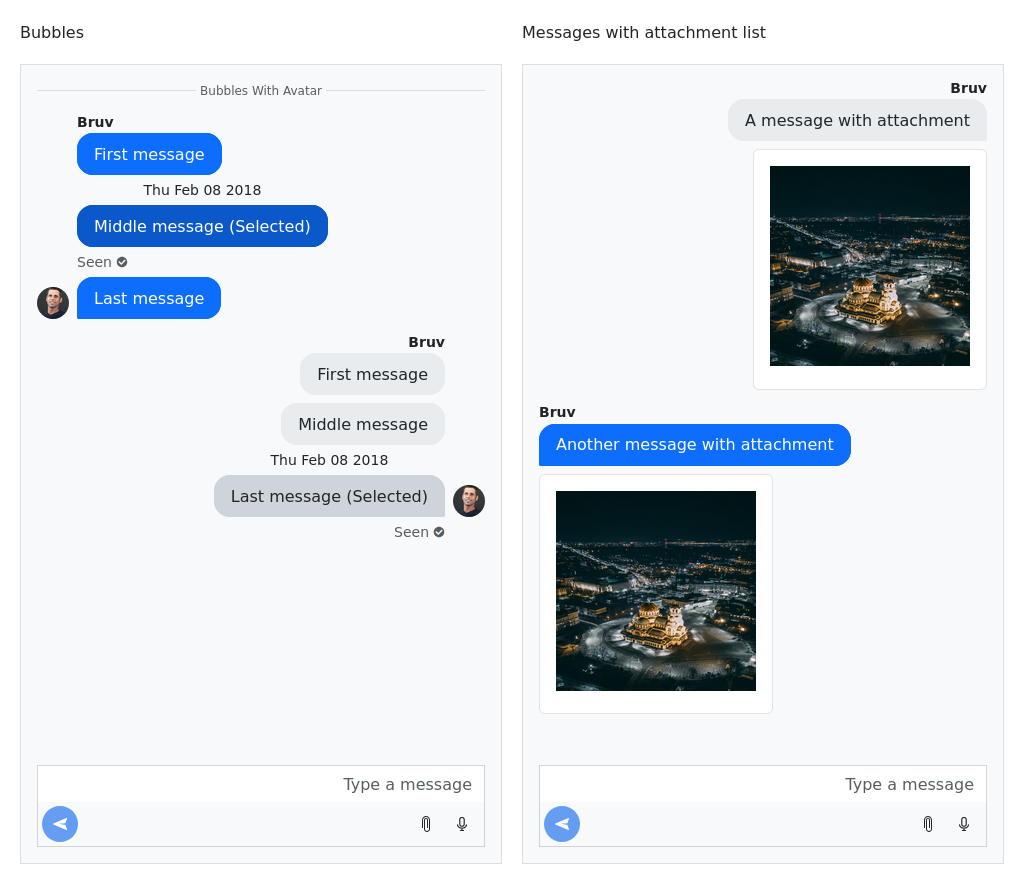 Bubbles
Bubbles With Avatar
Bruv
First message
Thu Feb 08 2018
Middle message (Selected)
Seen
Last message
Bruv
First message
Middle message
Thu Feb 08 2018
Last message (Selected)
Seen
Type a message
Messages with attachment list
Bruv
A message with attachment
Bruv
Another message with attachment
Type a message